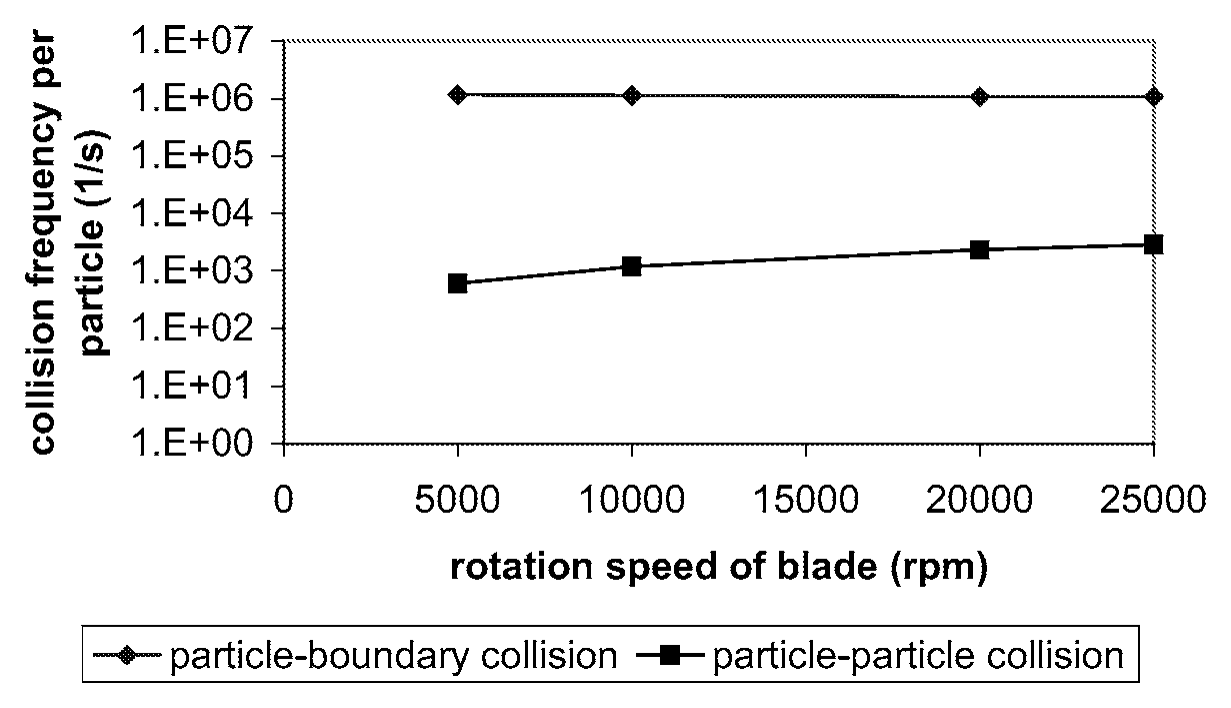 collision frequency per
particle (1/s)
1.E+07
1.E+06
1.E+05
1.E+04
1.E+03
1.E+02
1.E+01
1.E+00
0 5000 10000 15000 20000 25000
rotation speed of blade (rpm)
particle-boundary collision particle-particle collision